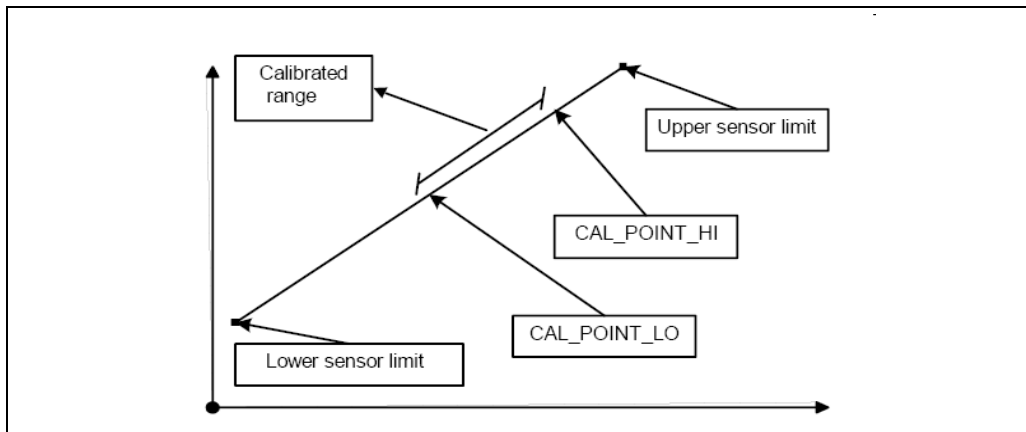 Calibrated
range
Upper sensor limit
CAL_POINT_HI
CAL_POINT_LO
Lower sensor limit